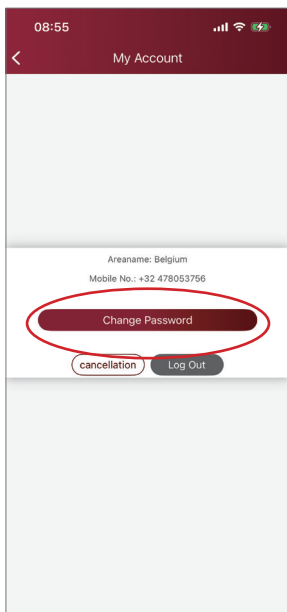 08:55
My Account
Areaname: Belgium
Mobile No.: +32 478053756
Change Password
cancellation Log Out